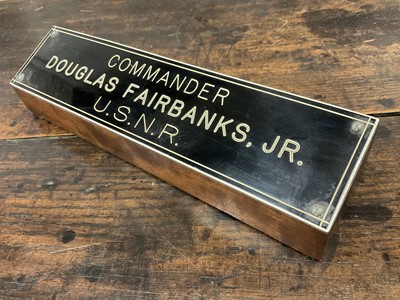 COMMANDER
DOUGLAS FAIRBANKS, JR.
U.S.N.R.